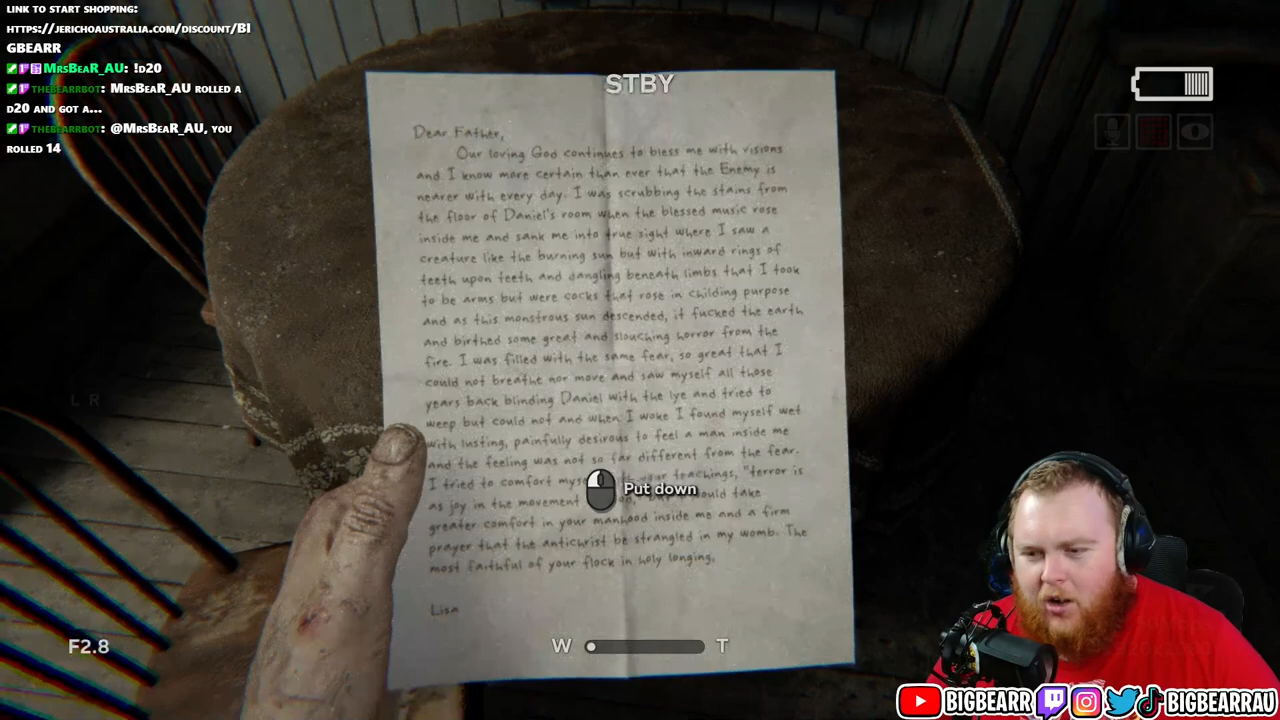 LINK TO START SHOPPING:
HTTPS://JERICHOAUSTRALIA.COM/DISCOUNT/BI
GBEARR
MRSBEAR_AU: !D20
THEBEARRBOT: MRSBEAR_AU ROLLED A
D20 AND GOT A...
THEBEARRBOT: @MRSBEAR_AU, YOU
ROLLED 14
STBY
Dear Father,
Our loving God continues to bless me with visions
and I know more certain than ever that the Enemy is
nearer with every day. I was scrubbing the stains from
the floor of Daniel's room when the blessed music rose
inside me and sank me into true sight where I saw a
creature like the burning sun but with inward rings of
teeth upon teeth and dangling beneath limbs that I took
to be arms but were cocks that rose in childing purpose
and as this monstrous sun descended, it fucked the earth
and birthed some great and slouching horror from the
fire. I was filled with the same fear, so great that I
could not breathe nor move and saw myself all those
years back blinding Daniel with the lye and tried to
weep but could not and when I woke I found myself wet
with lusting, painfully desirous to feel a man inside me
and the feeling was not so far different from the fear.
I tried to comfort teachings, "terror is
as joy in the movement would take
greater comfort in your manhood inside me and a firm
prayer that the antichrist be strangled in my womb. The
most faithful of your flock in holy longing,
Lisa
Put down
L R
F2.8
W T
BIGBEARR
BIGBEARRAU